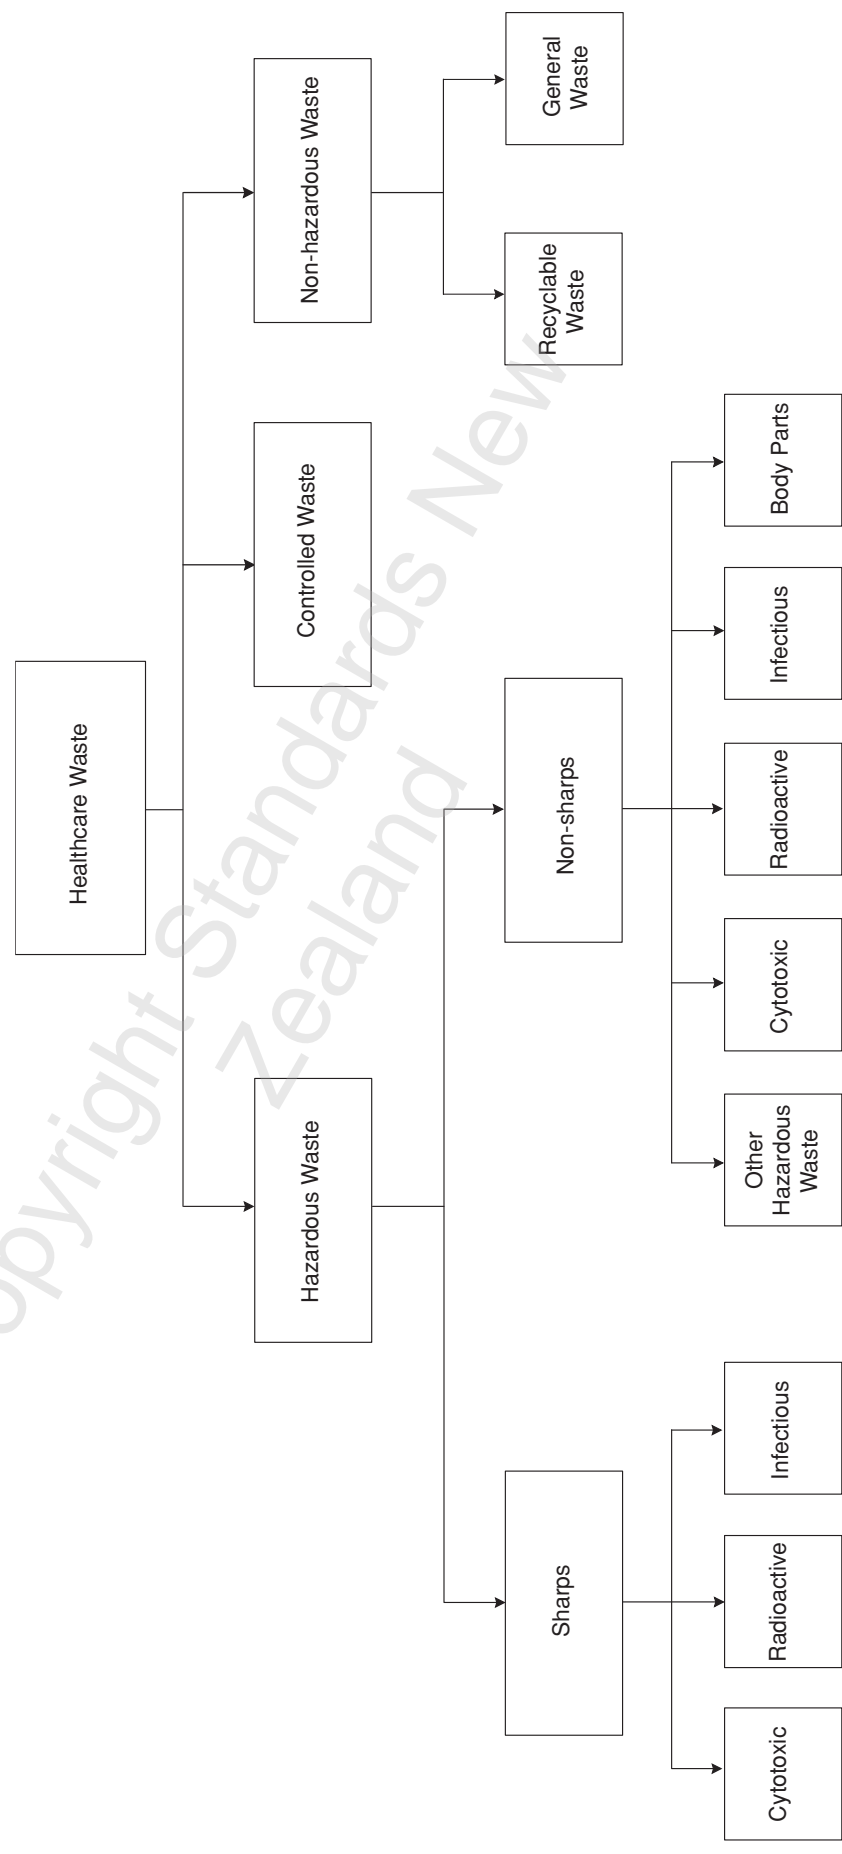 Healthcare Waste
Hazardous Waste
Controlled Waste
Non-hazardous Waste
Sharps
Non-sharps
Recyclable
Waste
General
Waste
Cytotoxic
Radioactive
Infectious
Other
Hazardous
Waste
Cytotoxic
Radioactive
Infectious
Body Parts
opyright Standards New
Zealand